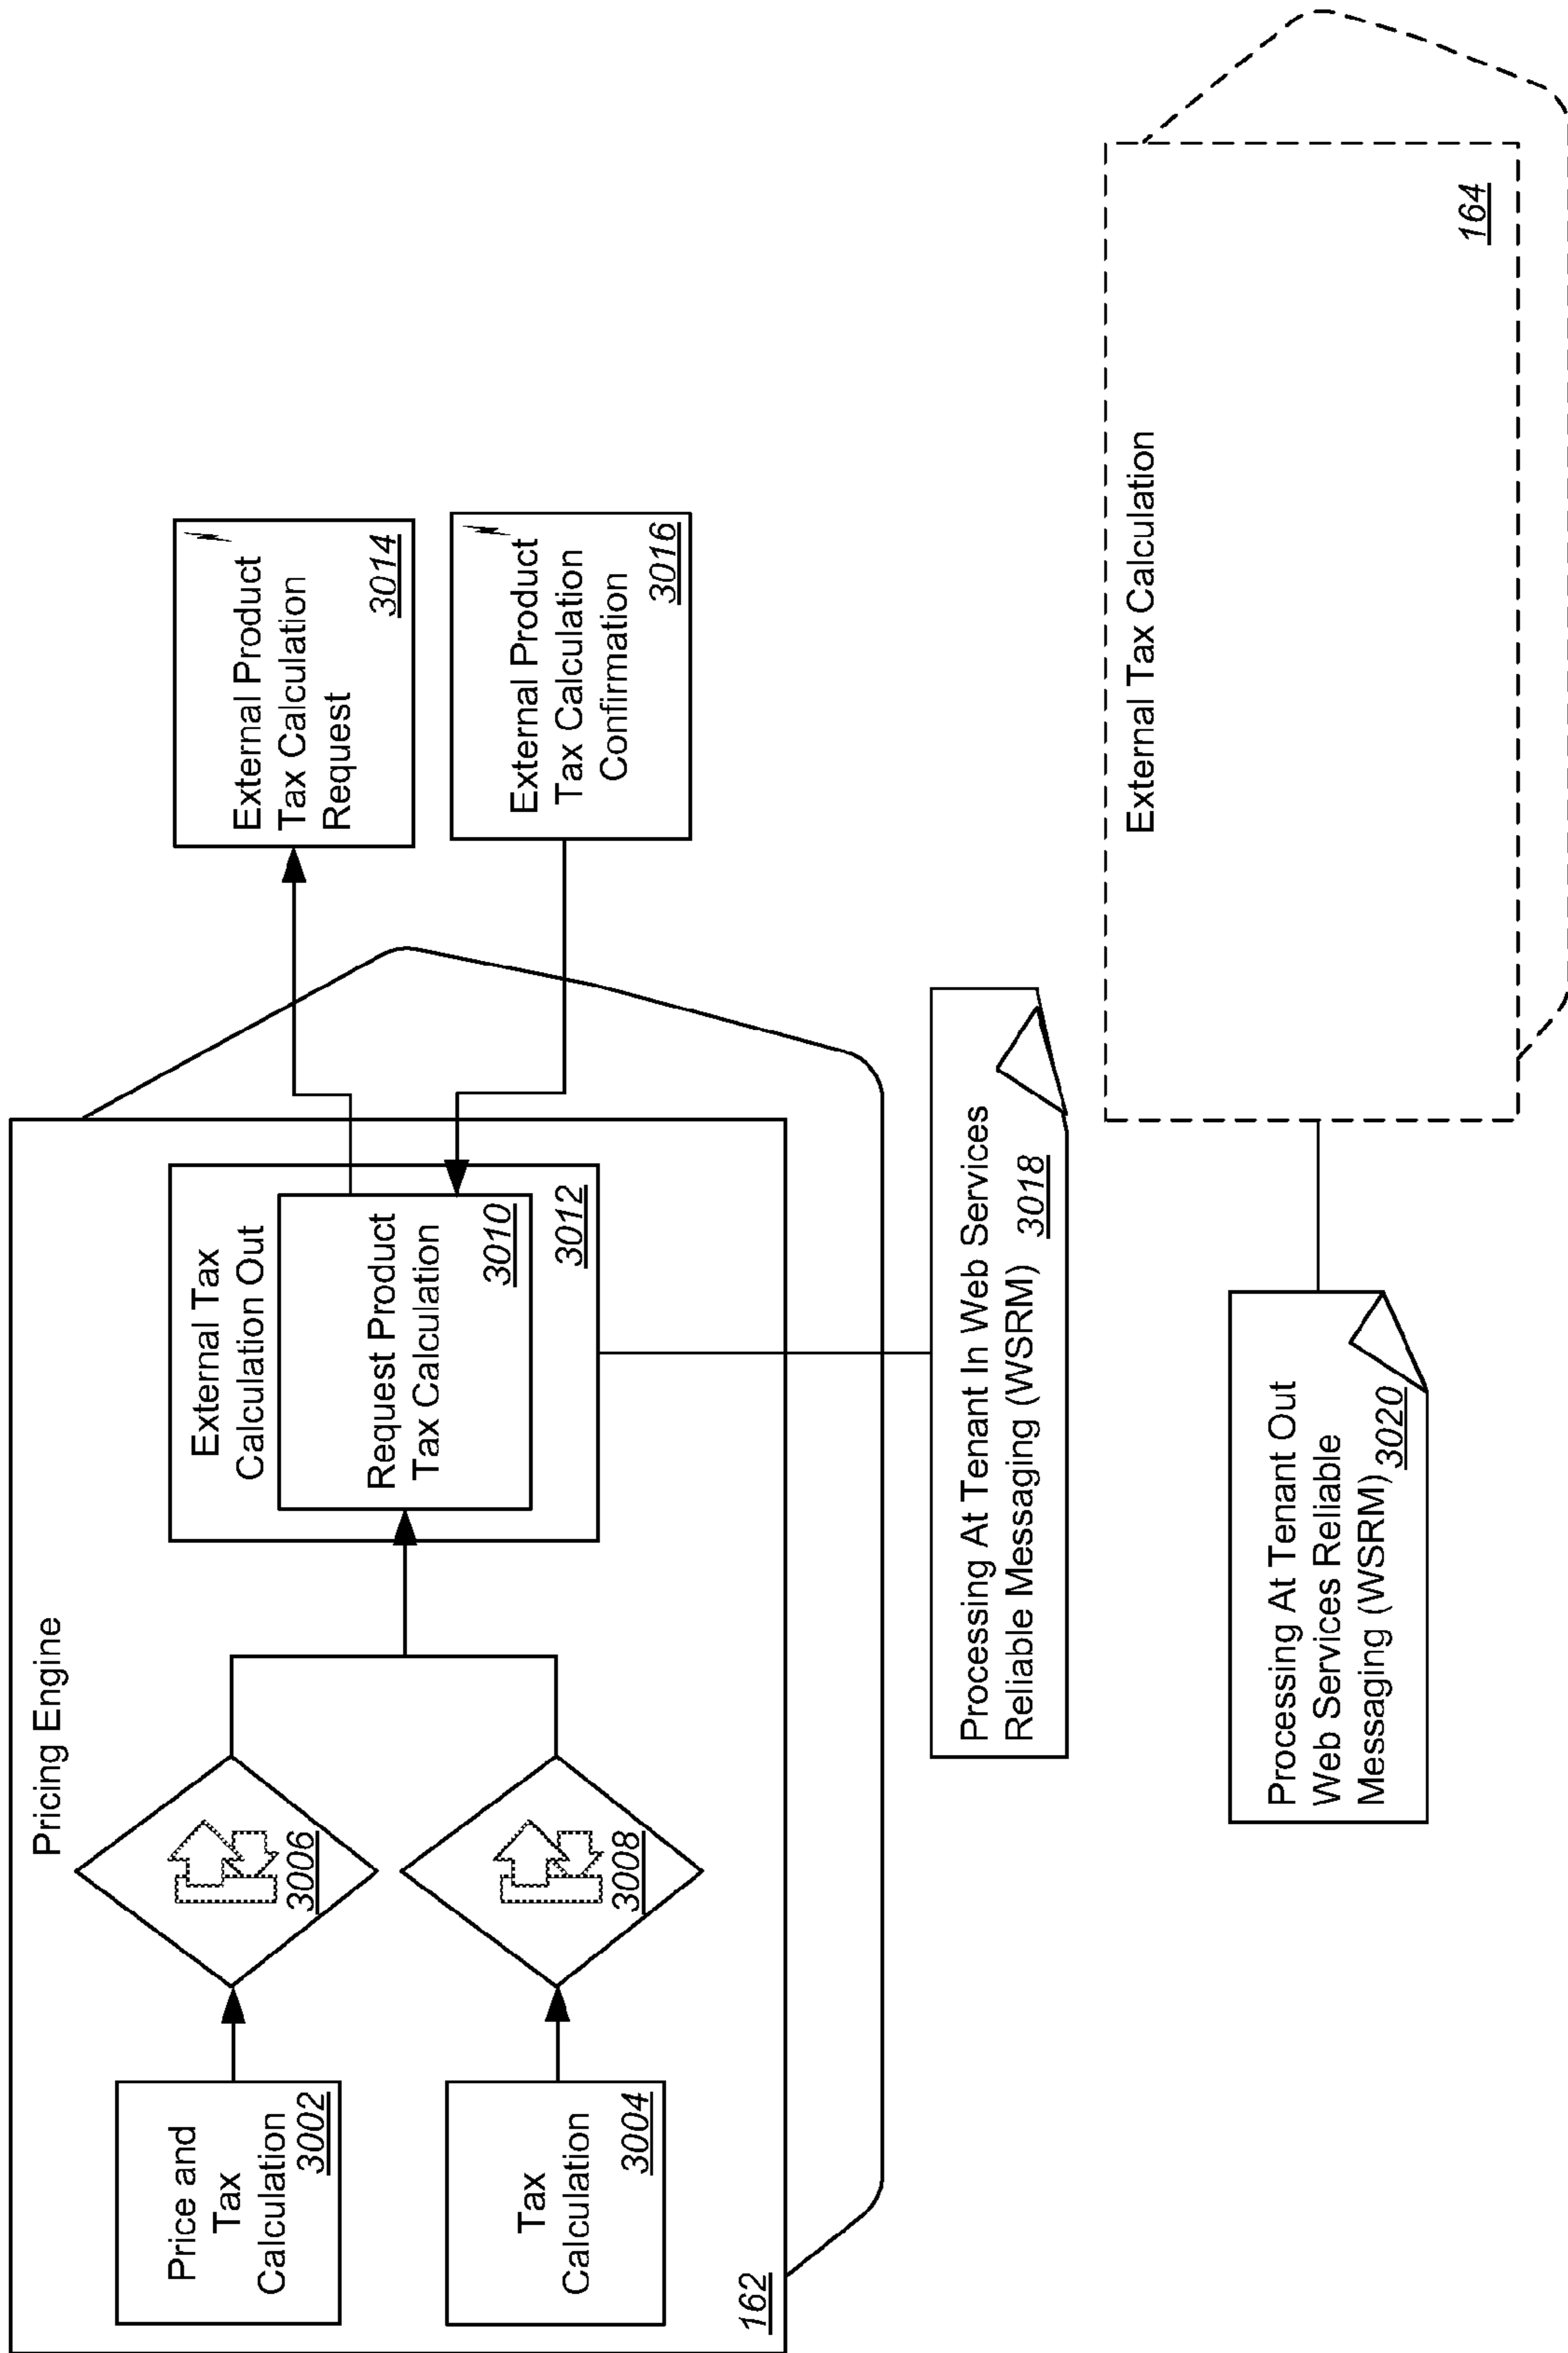 Pricing Engine
Price and
Tax
Calculation
3002
3006
Tax
Calculation
3004
3008
162
External Tax
Calculation Out
Request Product
Tax Calculation
3010
3012
External Product
Tax Calculation
Request
3014
External Product
Tax Calculation
Confirmation
3016
Processing At Tenant In Web Services
Reliable Messaging (WSRM) 3018
Processing At Tenant Out
Web Services Reliable
Messaging (WSRM) 3020
External Tax Calculation
164